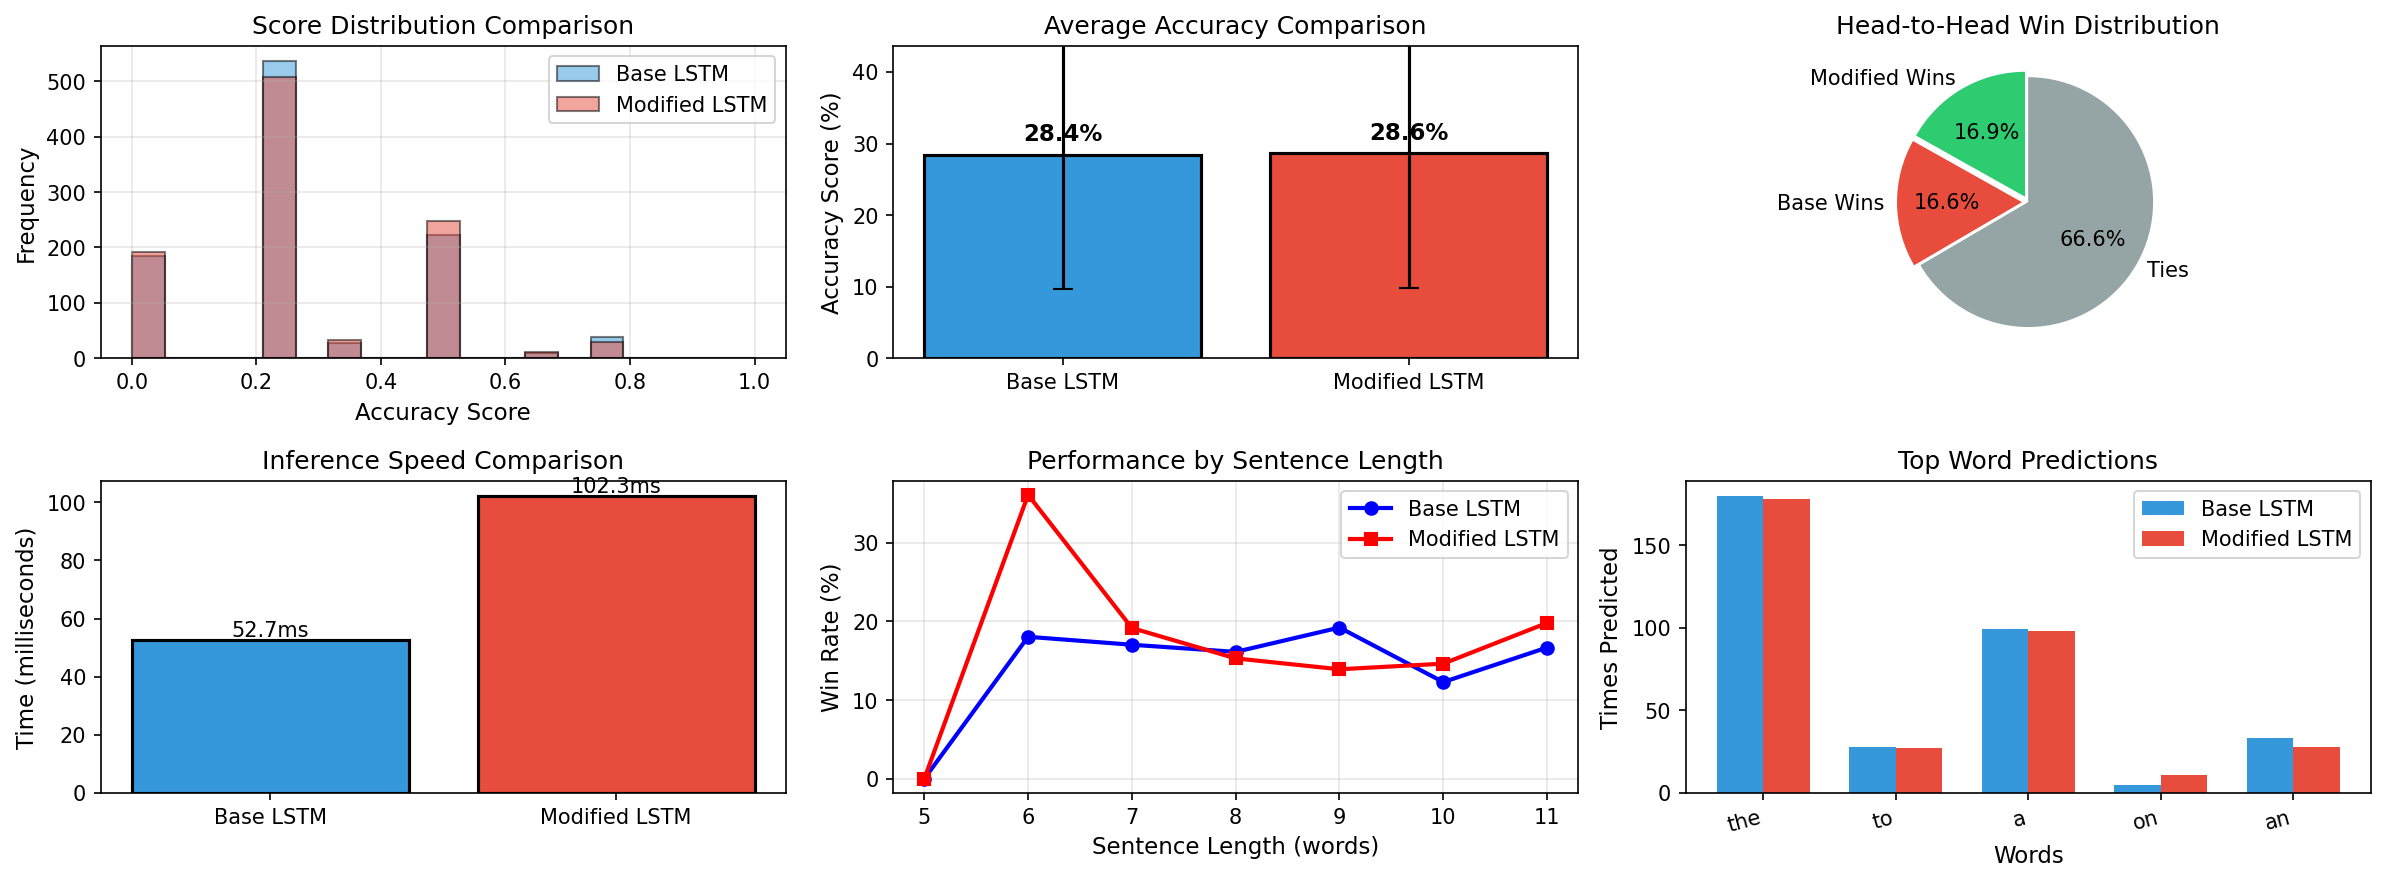 Score Distribution Comparison
Base LSTM
Modified LSTM
500
400
300
200
100
0
Frequency
0.0 0.2 0.4 0.6 0.8 1.0
Accuracy Score
Average Accuracy Comparison
40
30
20
10
0
Accuracy Score (%)
28.4% 28.6%
Base LSTM Modified LSTM
Head-to-Head Win Distribution
Modified Wins
16.9%
Base Wins
16.6%
66.6%
Ties
Inference Speed Comparison
100
80
60
40
20
0
Time (milliseconds)
102.3ms
52.7ms
Base LSTM Modified LSTM
Performance by Sentence Length
Base LSTM
Modified LSTM
30
20
10
0
Win Rate (%)
5 6 7 8 9 10 11
Sentence Length (words)
Top Word Predictions
Base LSTM
Modified LSTM
150
100
50
0
Times Predicted
the to a on an
Words